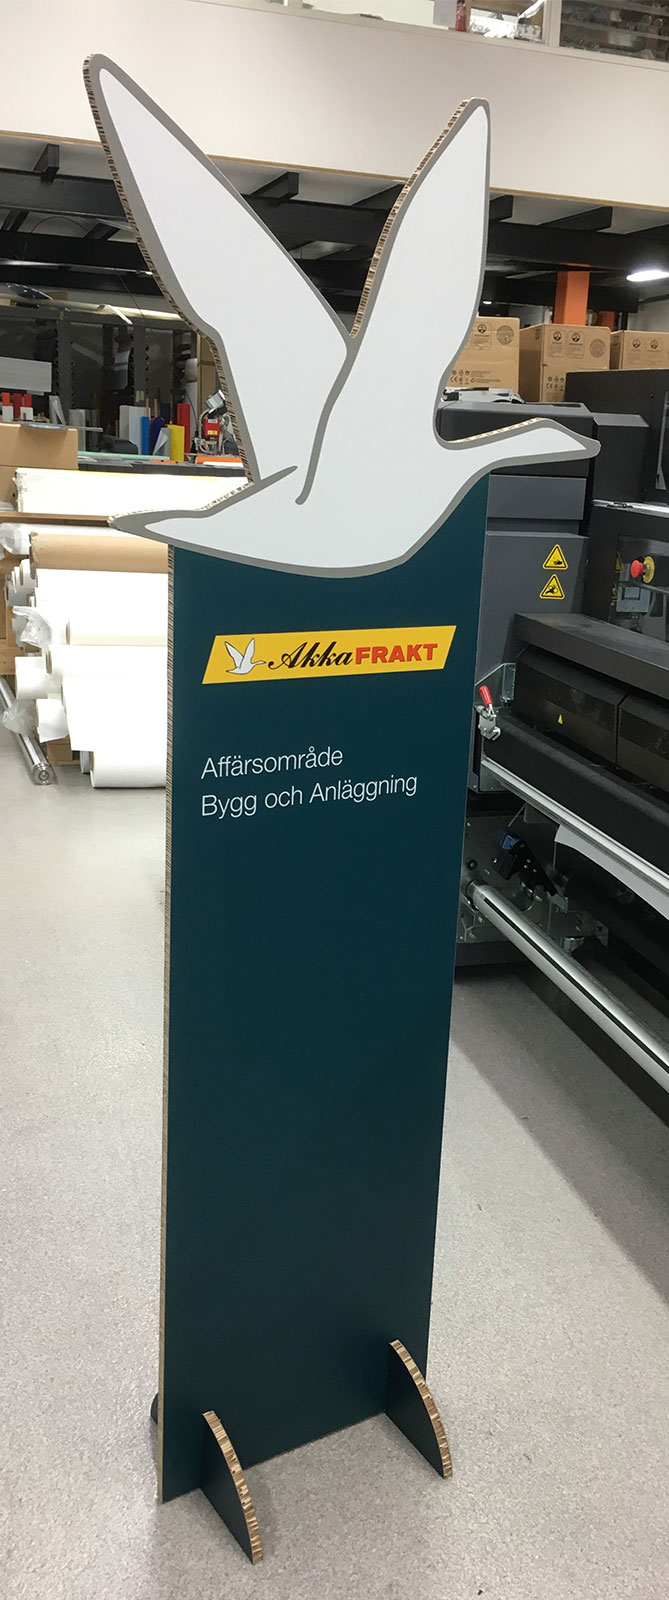 AkkaFRAKT
Affärsområde
Bygg och Anläggning